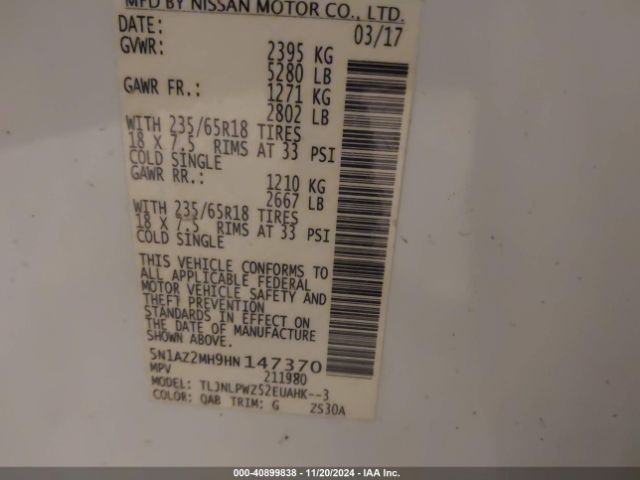 MFD BY NISSAN MOTOR CO., LTD.
DATE: 03/17
GVWR: 2395 KG
5280 LB
GAWR FR.: 1271 KG
2802 LB
WITH 235/65R18 TIRES
18 X 7.5 RIMS AT 33 PSI
COLD SINGLE
GAWR RR.: 1210 KG
2667 LB
WITH 235/65R18 TIRES
18 X 7.5 RIMS AT 33 PSI
COLD SINGLE
THIS VEHICLE CONFORMS TO
ALL APPLICABLE FEDERAL
MOTOR VEHICLE SAFETY AND
THEFT PREVENTION
STANDARDS IN EFFECT ON
THE DATE OF MANUFACTURE
SHOWN ABOVE.
5N1AZ2MH9HN147370
MPV 211980
MODEL: TLJNLPWZ52EUAHK--3
COLOR: QAB TRIM: G ZS30A
000-40899838 - 11/20/2024 - IAA Inc.